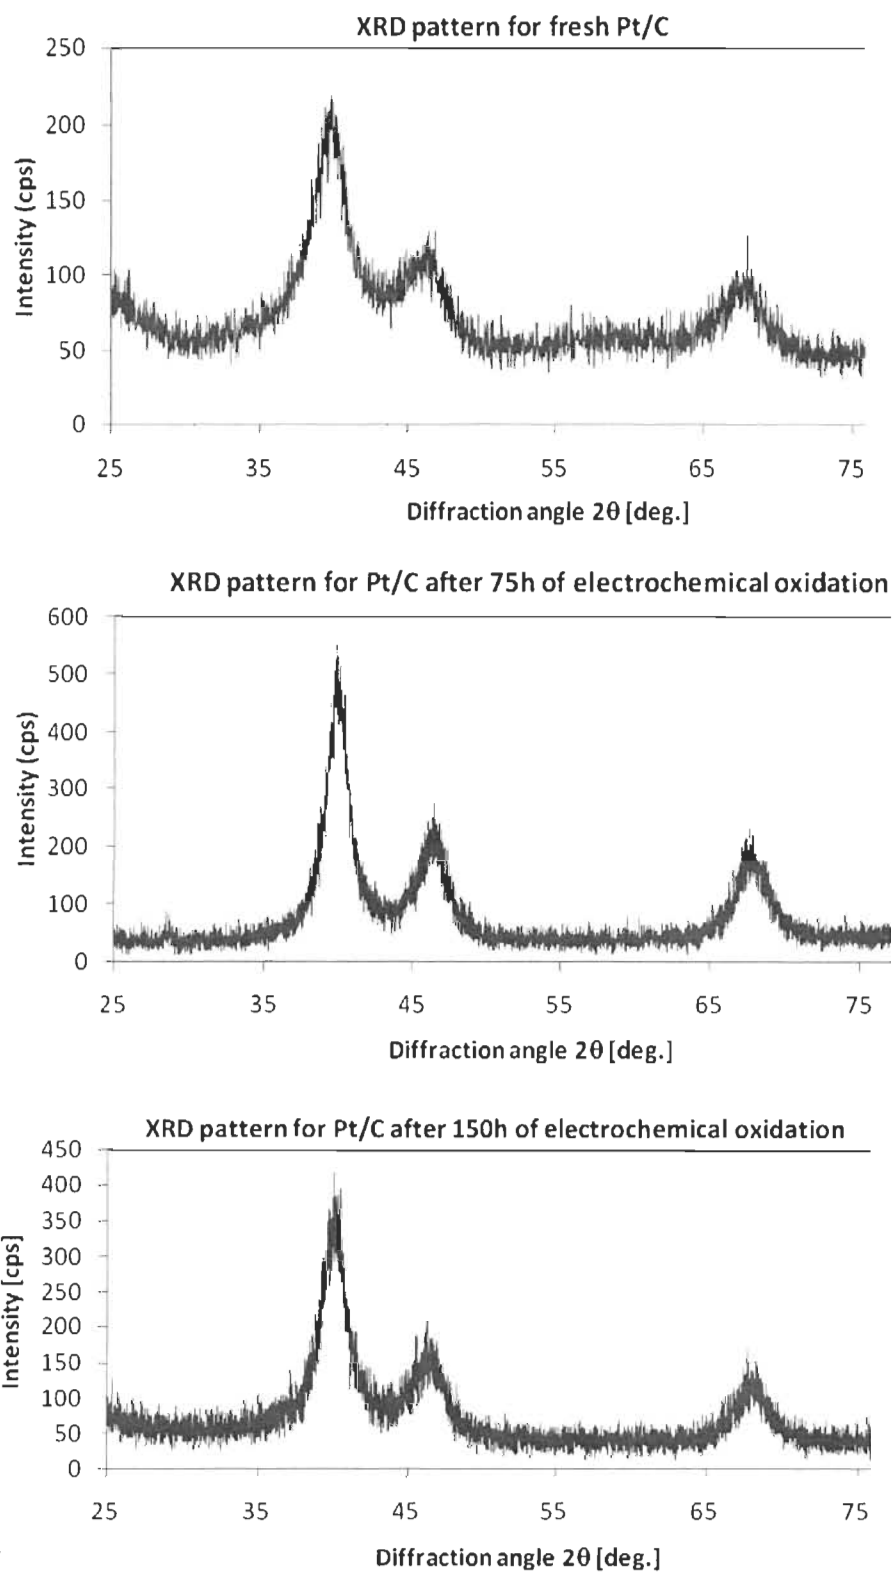 XRD pattern for fresh Pt/C
250
200
150
100
50
0
Intensity (cps)
25 35 45 55 65 75
Diffraction angle 2θ [deg.]
XRD pattern for Pt/C after 75h of electrochemical oxidation
600
500
400
300
200
100
0
Intensity (cps)
25 35 45 55 65 75
Diffraction angle 2θ [deg.]
XRD pattern for Pt/C after 150h of electrochemical oxidation
450
400
350
300
250
200
150
100
50
0
Intensity [cps]
25 35 45 55 65 75
Diffraction angle 2θ [deg.]